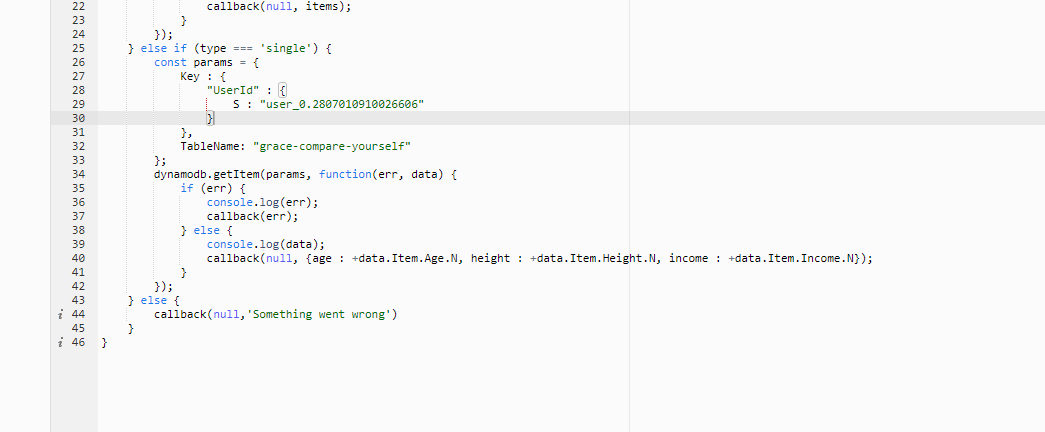 22 callback(null, items);
23 }
24 });
25 } else if (type === 'single') {
26 const params = {
27 Key : {
28 "UserId" : {
29 S : "user_0.2807010910026606"
30 }
31 },
32 TableName: "grace-compare-yourself"
33 };
34 dynamodb.getItem(params, function(err, data) {
35 if (err) {
36 console.log(err);
37 callback(err);
38 } else {
39 console.log(data);
40 callback(null, {age : +data.Item.Age.N, height : +data.Item.Height.N, income : +data.Item.Income.N});
41 }
42 });
43 } else {
i 44 callback(null,'Something went wrong')
45 }
i 46 }